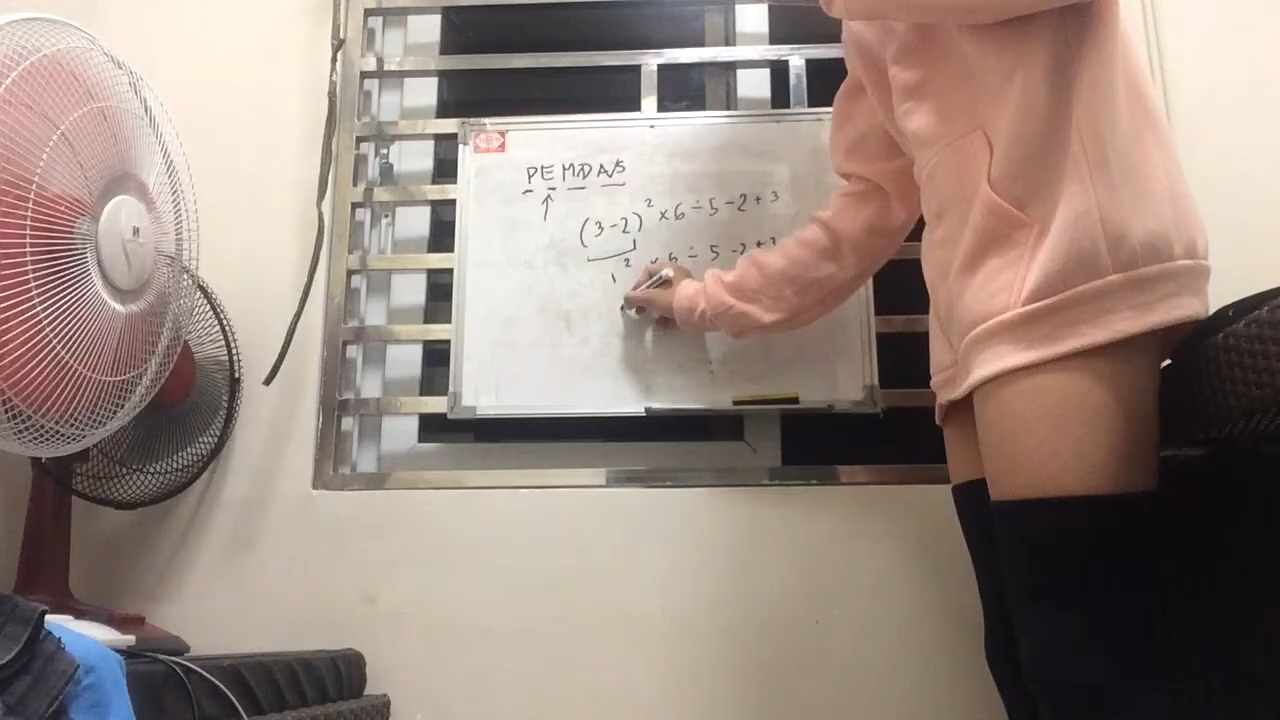 PEMDAS
(3-2)² × 6 ÷ 5 - 2 + 3
1² × 6 ÷ 5 - 2 + 3